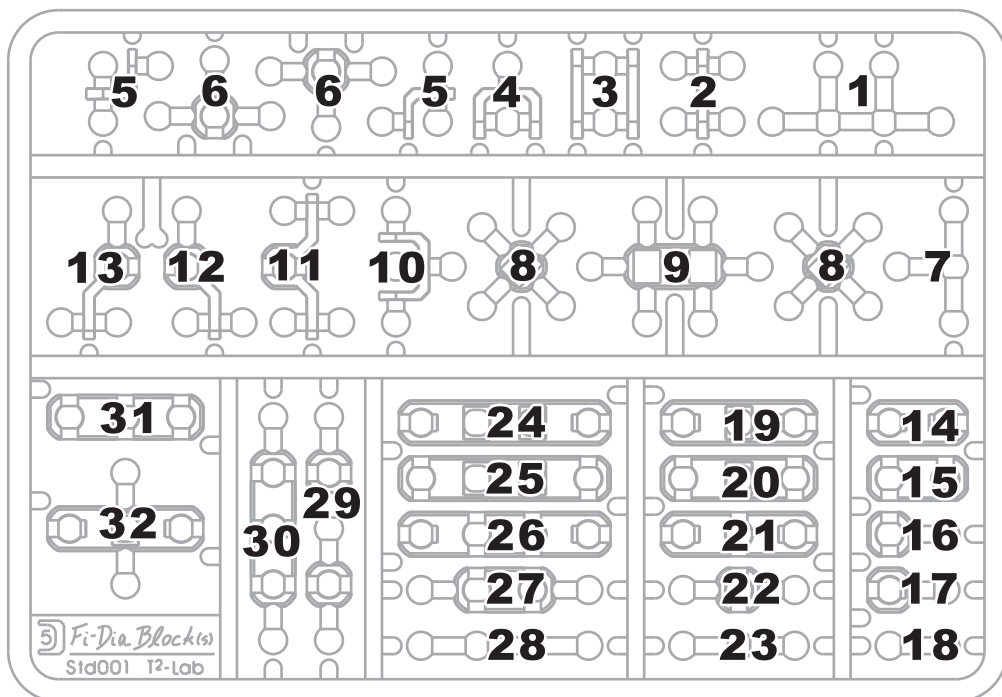 5 6 6 5 4 3 2 1
13 12 11 10 8 9 8 7
31 24 19 14
25 20 15
29
32 30 26 21 16
27 22 17
28 23 18
5 Fi-Dia Block(s)
Std001 T²-Lab